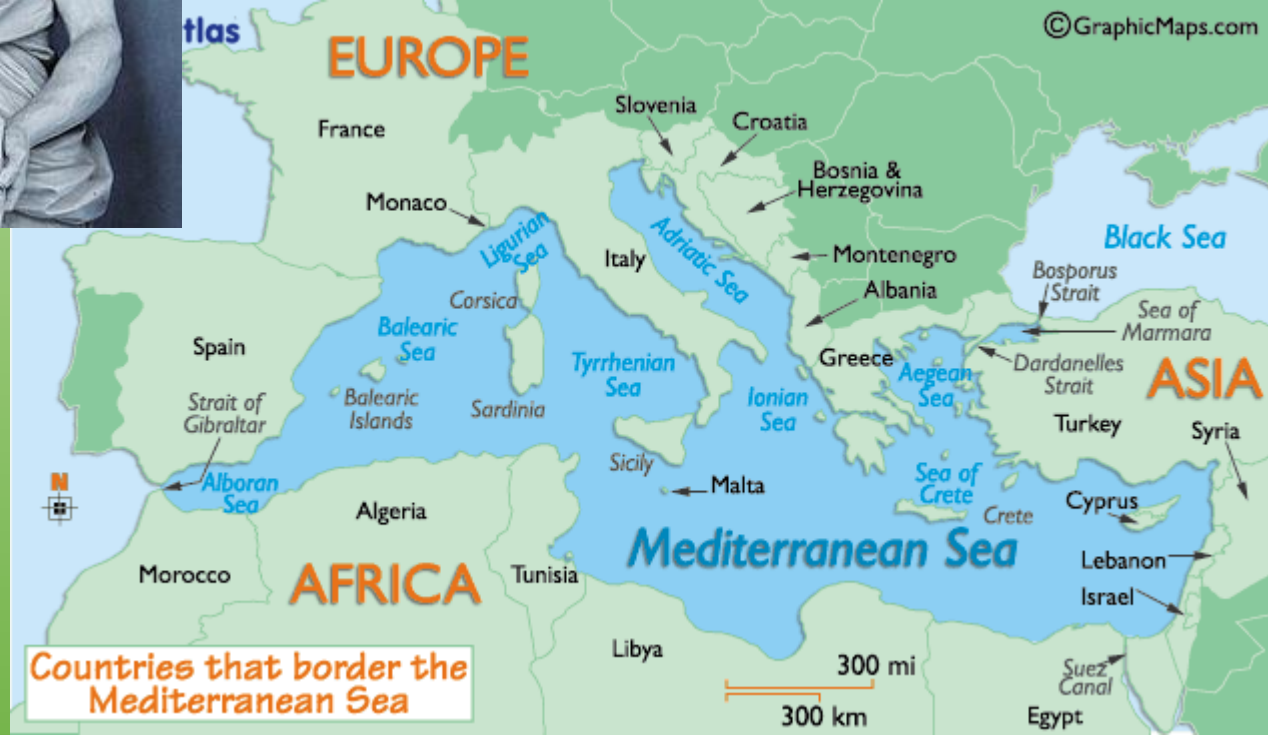 tlas
©GraphicMaps.com
EUROPE
Slovenia
Croatia
France
Bosnia &
Herzegovina
Monaco
Ligurian
Sea
Adriatic Sea
Italy
Montenegro
Black Sea
Bosporus
Strait
Corsica
Albania
Sea of
Marmara
Balearic
Sea
Spain
Tyrrhenian
Sea
Greece
Aegean
Sea
Dardanelles
Strait
ASIA
Strait of
Gibraltar
Balearic
Islands
Sardinia
Ionian
Sea
Turkey
Syria
Sicily
N
Alboran
Sea
Malta
Sea of
Crete
Crete
Cyprus
Algeria
Mediterranean Sea
Lebanon
Morocco
AFRICA
Tunisia
Israel
Libya
Countries that border the
Mediterranean Sea
300 mi
300 km
Suez
Canal
Egypt